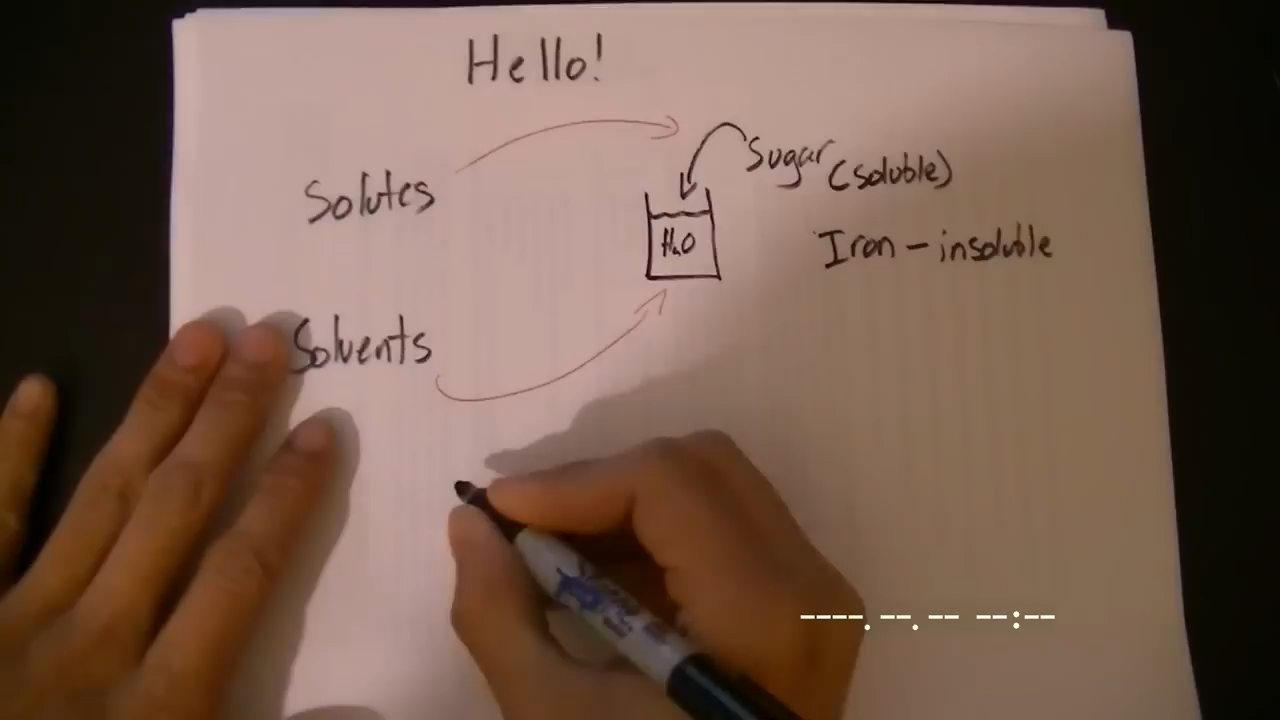 Hello!
Solutes
Sugar (soluble)
H₂O
Iron - insoluble
Solvents
----.--.-- --:--